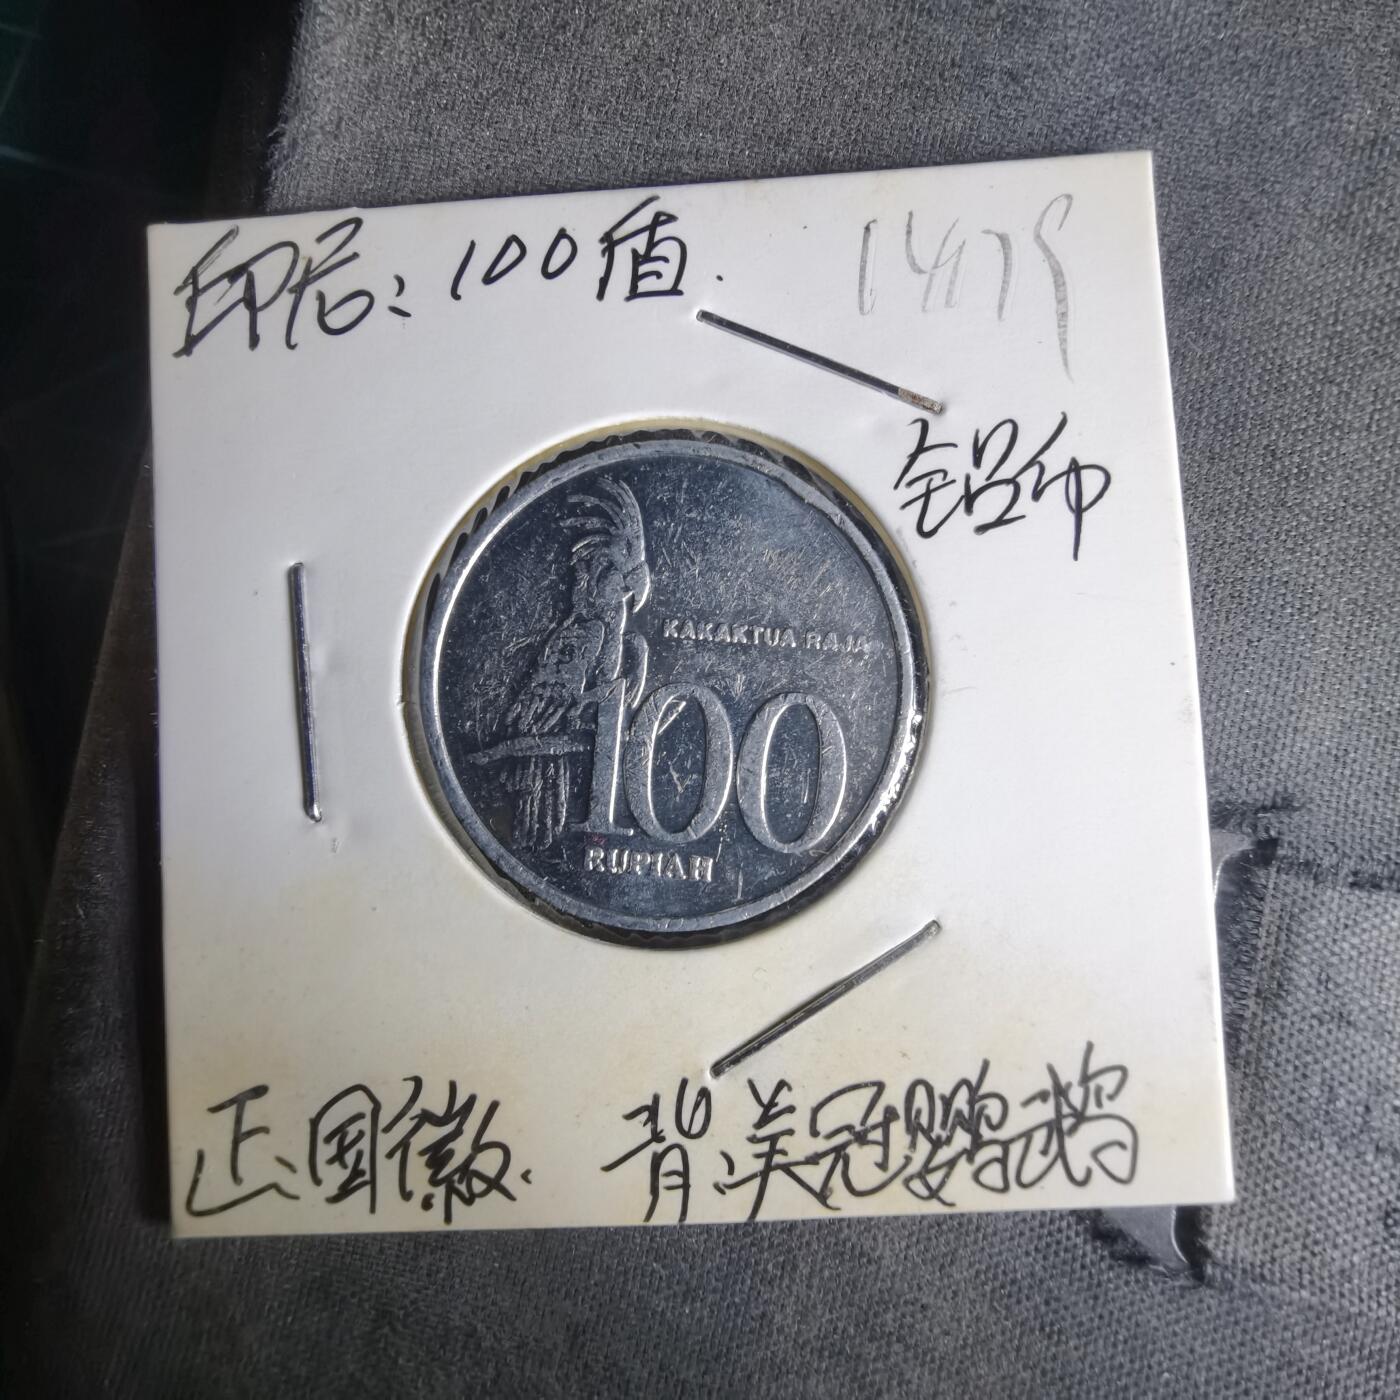 印尼：100盾.
铝币
KAKAKTUA RAJA
100
RUPIAH
正国徽. 背.美冠鹦鹉